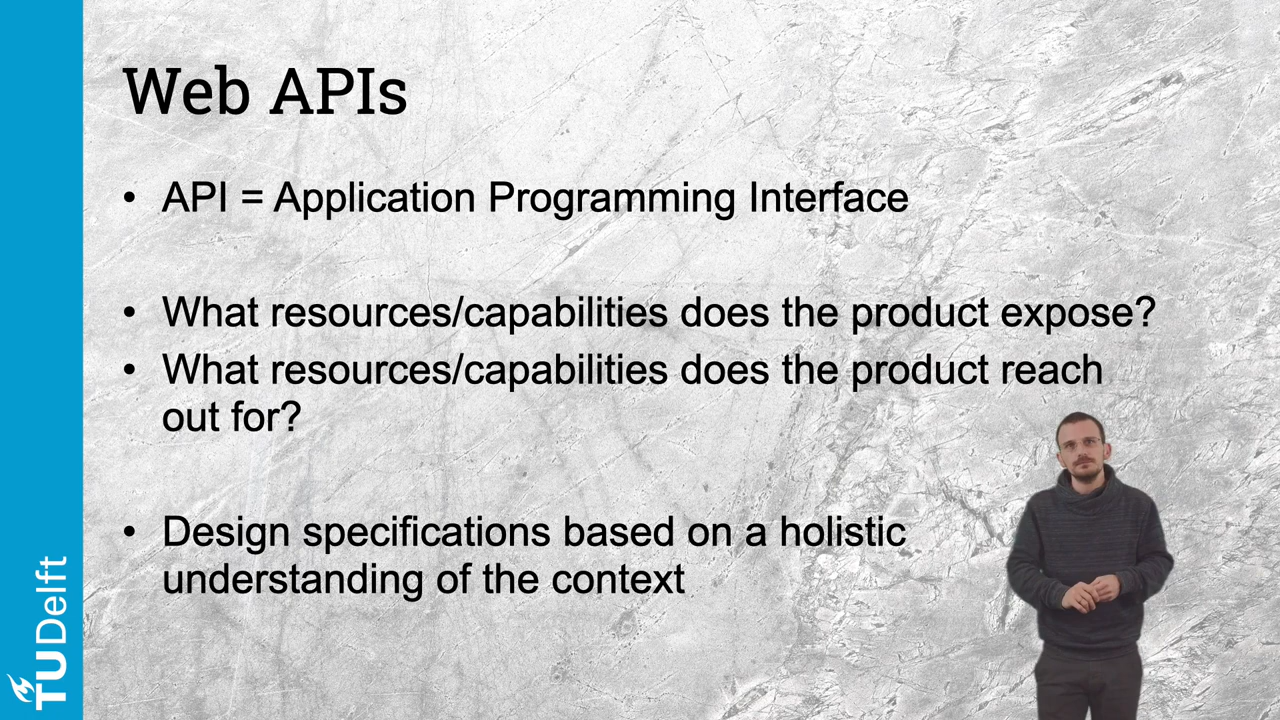 Web APIs
• API = Application Programming Interface
• What resources/capabilities does the product expose?
• What resources/capabilities does the product reach
out for?
• Design specifications based on a holistic
understanding of the context
TUDelft